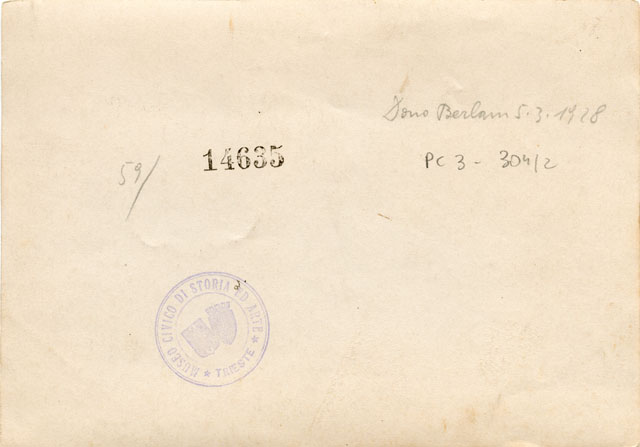 Dono Berlam 5.3.1928
PC 3 - 304/2
59/
14635
MUSEO CIVICO DI STORIA ED ARTE
★ TRIESTE ★